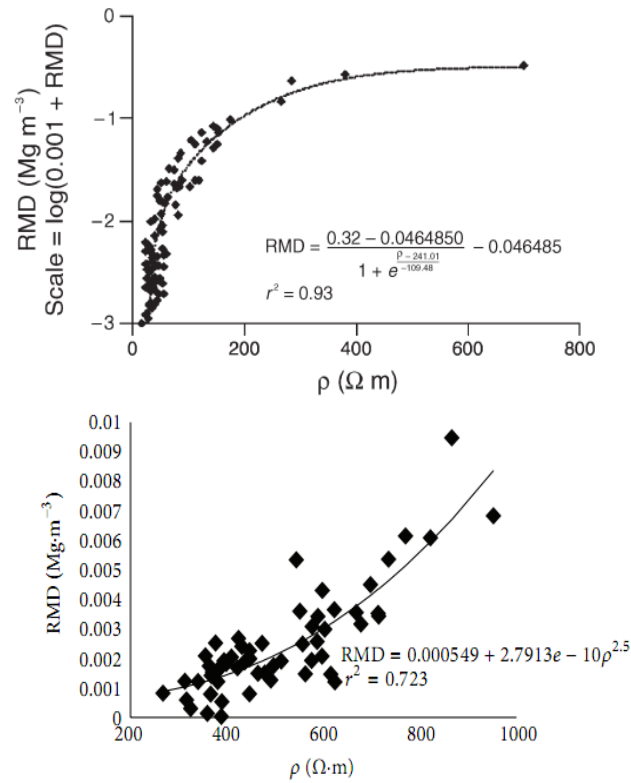 0
-1
-2
-3
RMD (Mg m⁻³)
Scale = log(0.001 + RMD)
RMD = (0.32 − 0.0464850) / (1 + e^((ρ − 241.01) / −109.48)) − 0.046485
r² = 0.93
0 200 400 600 800
ρ (Ω m)
0.01
0.009
0.008
0.007
0.006
0.005
0.004
0.003
0.002
0.001
0
RMD (Mg·m⁻³)
RMD = 0.000549 + 2.7913e − 10ρ^2.5
r² = 0.723
200 400 600 800 1000
ρ (Ω·m)